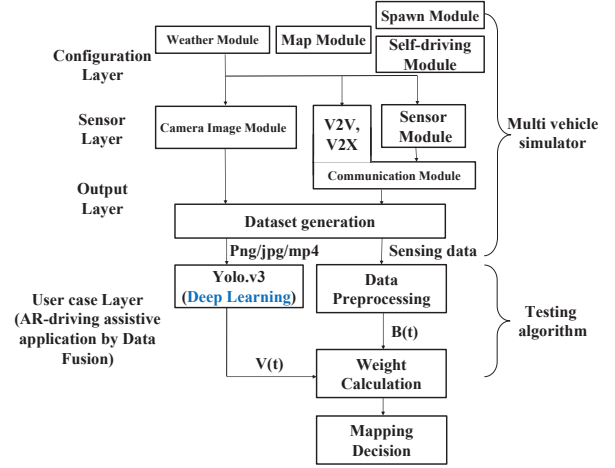 Spawn Module
Weather Module
Map Module
Self-driving
Module
Configuration
Layer
Sensor
Layer
Camera Image Module
V2V,
V2X
Sensor
Module
Multi vehicle
simulator
Communication Module
Output
Layer
Dataset generation
Png/jpg/mp4
Sensing data
Yolo.v3
(Deep Learning)
Data
Preprocessing
User case Layer
(AR-driving assistive
application by Data
Fusion)
Testing
algorithm
B(t)
V(t)
Weight
Calculation
Mapping
Decision